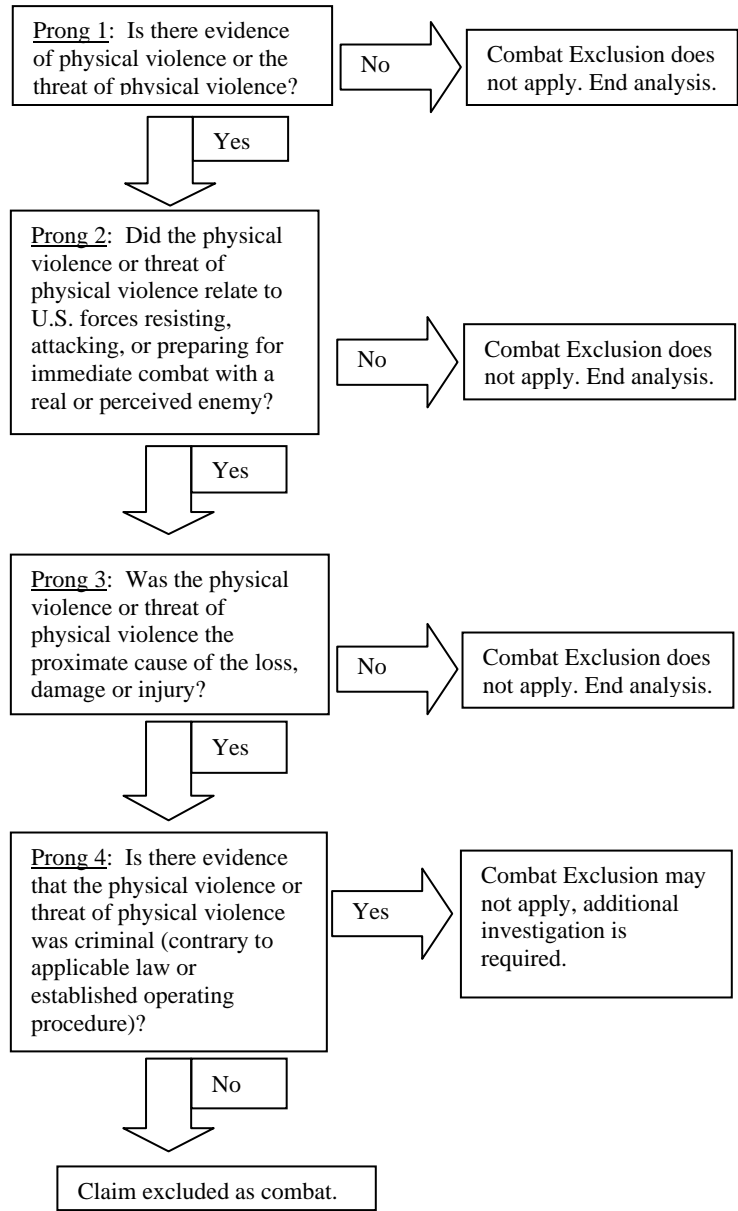 Prong 1: Is there evidence
of physical violence or the
threat of physical violence?
No
Combat Exclusion does
not apply. End analysis.
Yes
Prong 2: Did the physical
violence or threat of
physical violence relate to
U.S. forces resisting,
attacking, or preparing for
immediate combat with a
real or perceived enemy?
No
Combat Exclusion does
not apply. End analysis.
Yes
Prong 3: Was the physical
violence or threat of
physical violence the
proximate cause of the loss,
damage or injury?
No
Combat Exclusion does
not apply. End analysis.
Yes
Prong 4: Is there evidence
that the physical violence or
threat of physical violence
was criminal (contrary to
applicable law or
established operating
procedure)?
Yes
Combat Exclusion may
not apply, additional
investigation is
required.
No
Claim excluded as combat.